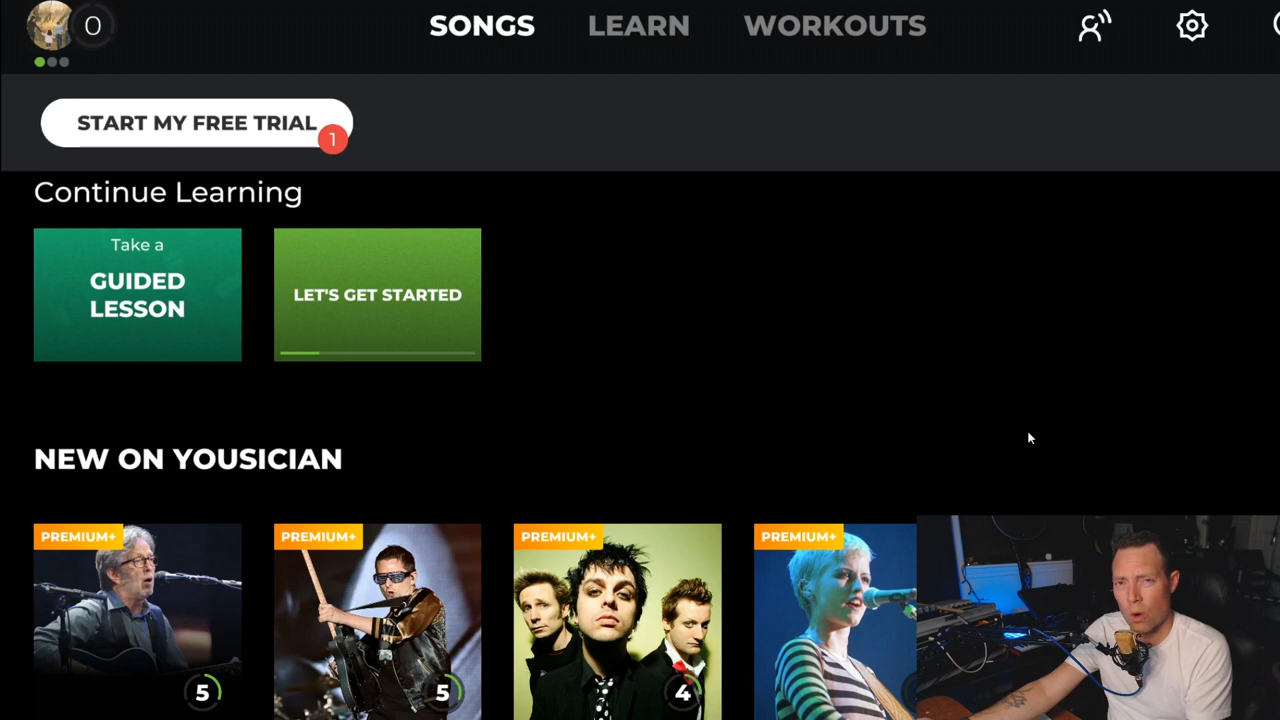 0
SONGS
LEARN
WORKOUTS
START MY FREE TRIAL
1
Continue Learning
Take a
GUIDED
LESSON
LET'S GET STARTED
NEW ON YOUSICIAN
PREMIUM+
PREMIUM+
PREMIUM+
PREMIUM+
5
5
4